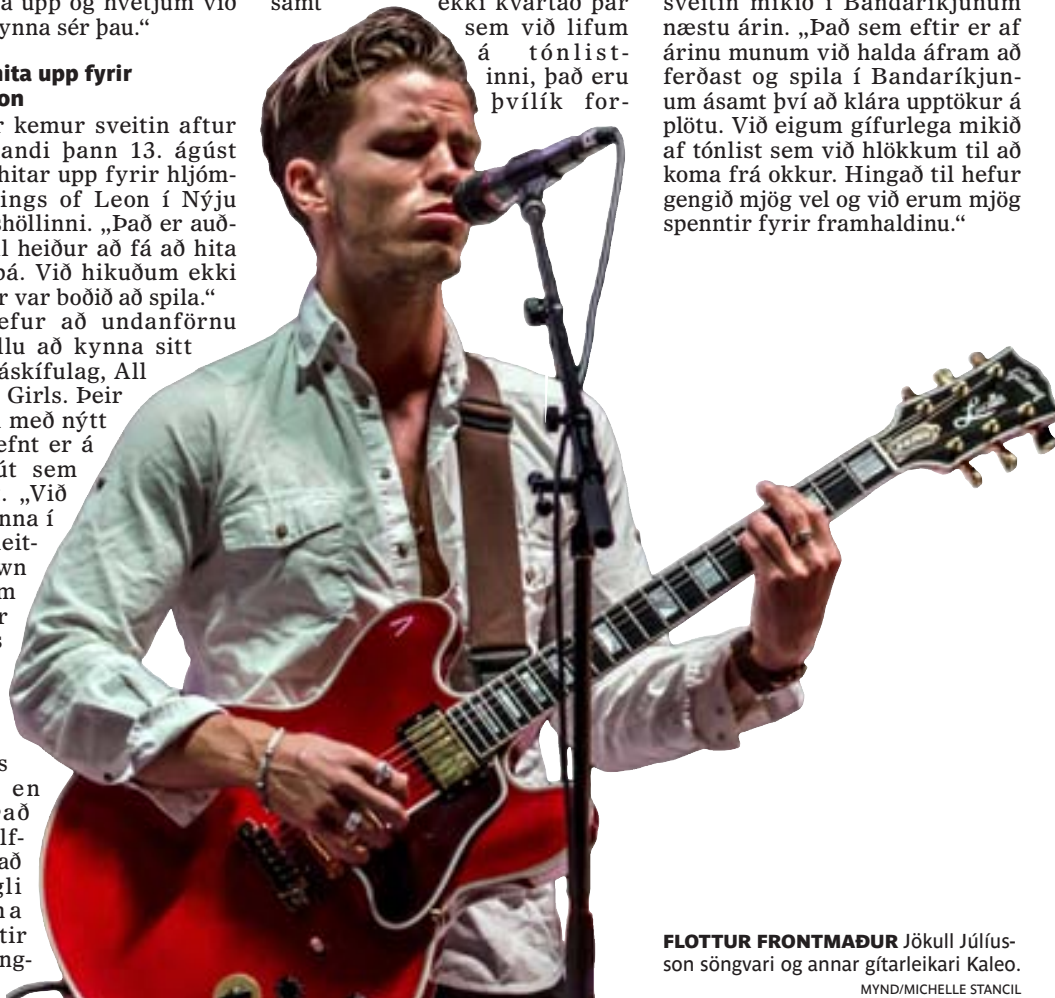 a upp og hvetjum við
ynna sér þau.“
hita upp fyrir
on
r kemur sveitin aftur
andi þann 13. ágúst
hitar upp fyrir hljóm-
ings of Leon í Nýju
shöllinni. „Það er auð-
l heiður að fá að hita
þá. Við hikuðum ekki
r var boðið að spila.“
efur að undanförnu
llu að kynna sitt
áskífulag, All
Girls. Þeir
með nýtt
efnt er á
út sem
. „Við
nna í
eit-
wn
m
r
s
s
en
að
lf-
að
gli
na
tir
ng-
samt
ekki kvartað þar
sem við lifum
á tónlist-
inni, það eru
þvílík for-
sveitin mikið í Bandaríkjunum
næstu árin. „Það sem eftir er af
árinu munum við halda áfram að
ferðast og spila í Bandaríkjun-
um ásamt því að klára upptökur á
plötu. Við eigum gífurlega mikið
af tónlist sem við hlökkum til að
koma frá okkur. Hingað til hefur
gengið mjög vel og við erum mjög
spenntir fyrir framhaldinu.“
FLOTTUR FRONTMAÐUR Jökull Júlíus-
son söngvari og annar gítarleikari Kaleo.
MYND/MICHELLE STANCIL